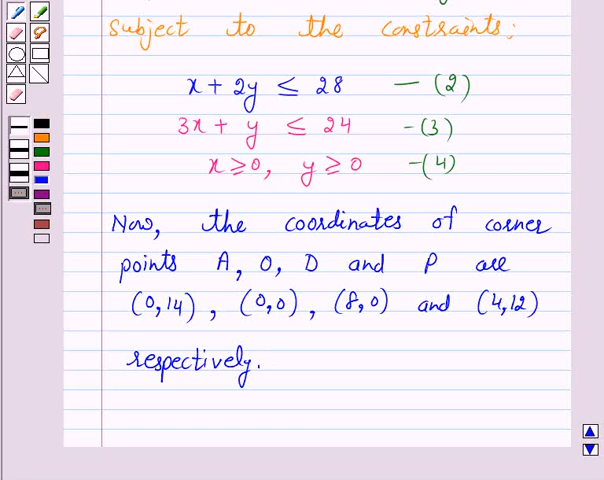 subject to the constraints:
x + 2y ≤ 28 — (2)
3x + y ≤ 24 - (3)
x ≥ 0, y ≥ 0 - (4)
Now, the coordinates of corner
points A, O, D and P are
(0,14), (0,0), (8,0) and (4,12)
respectively.